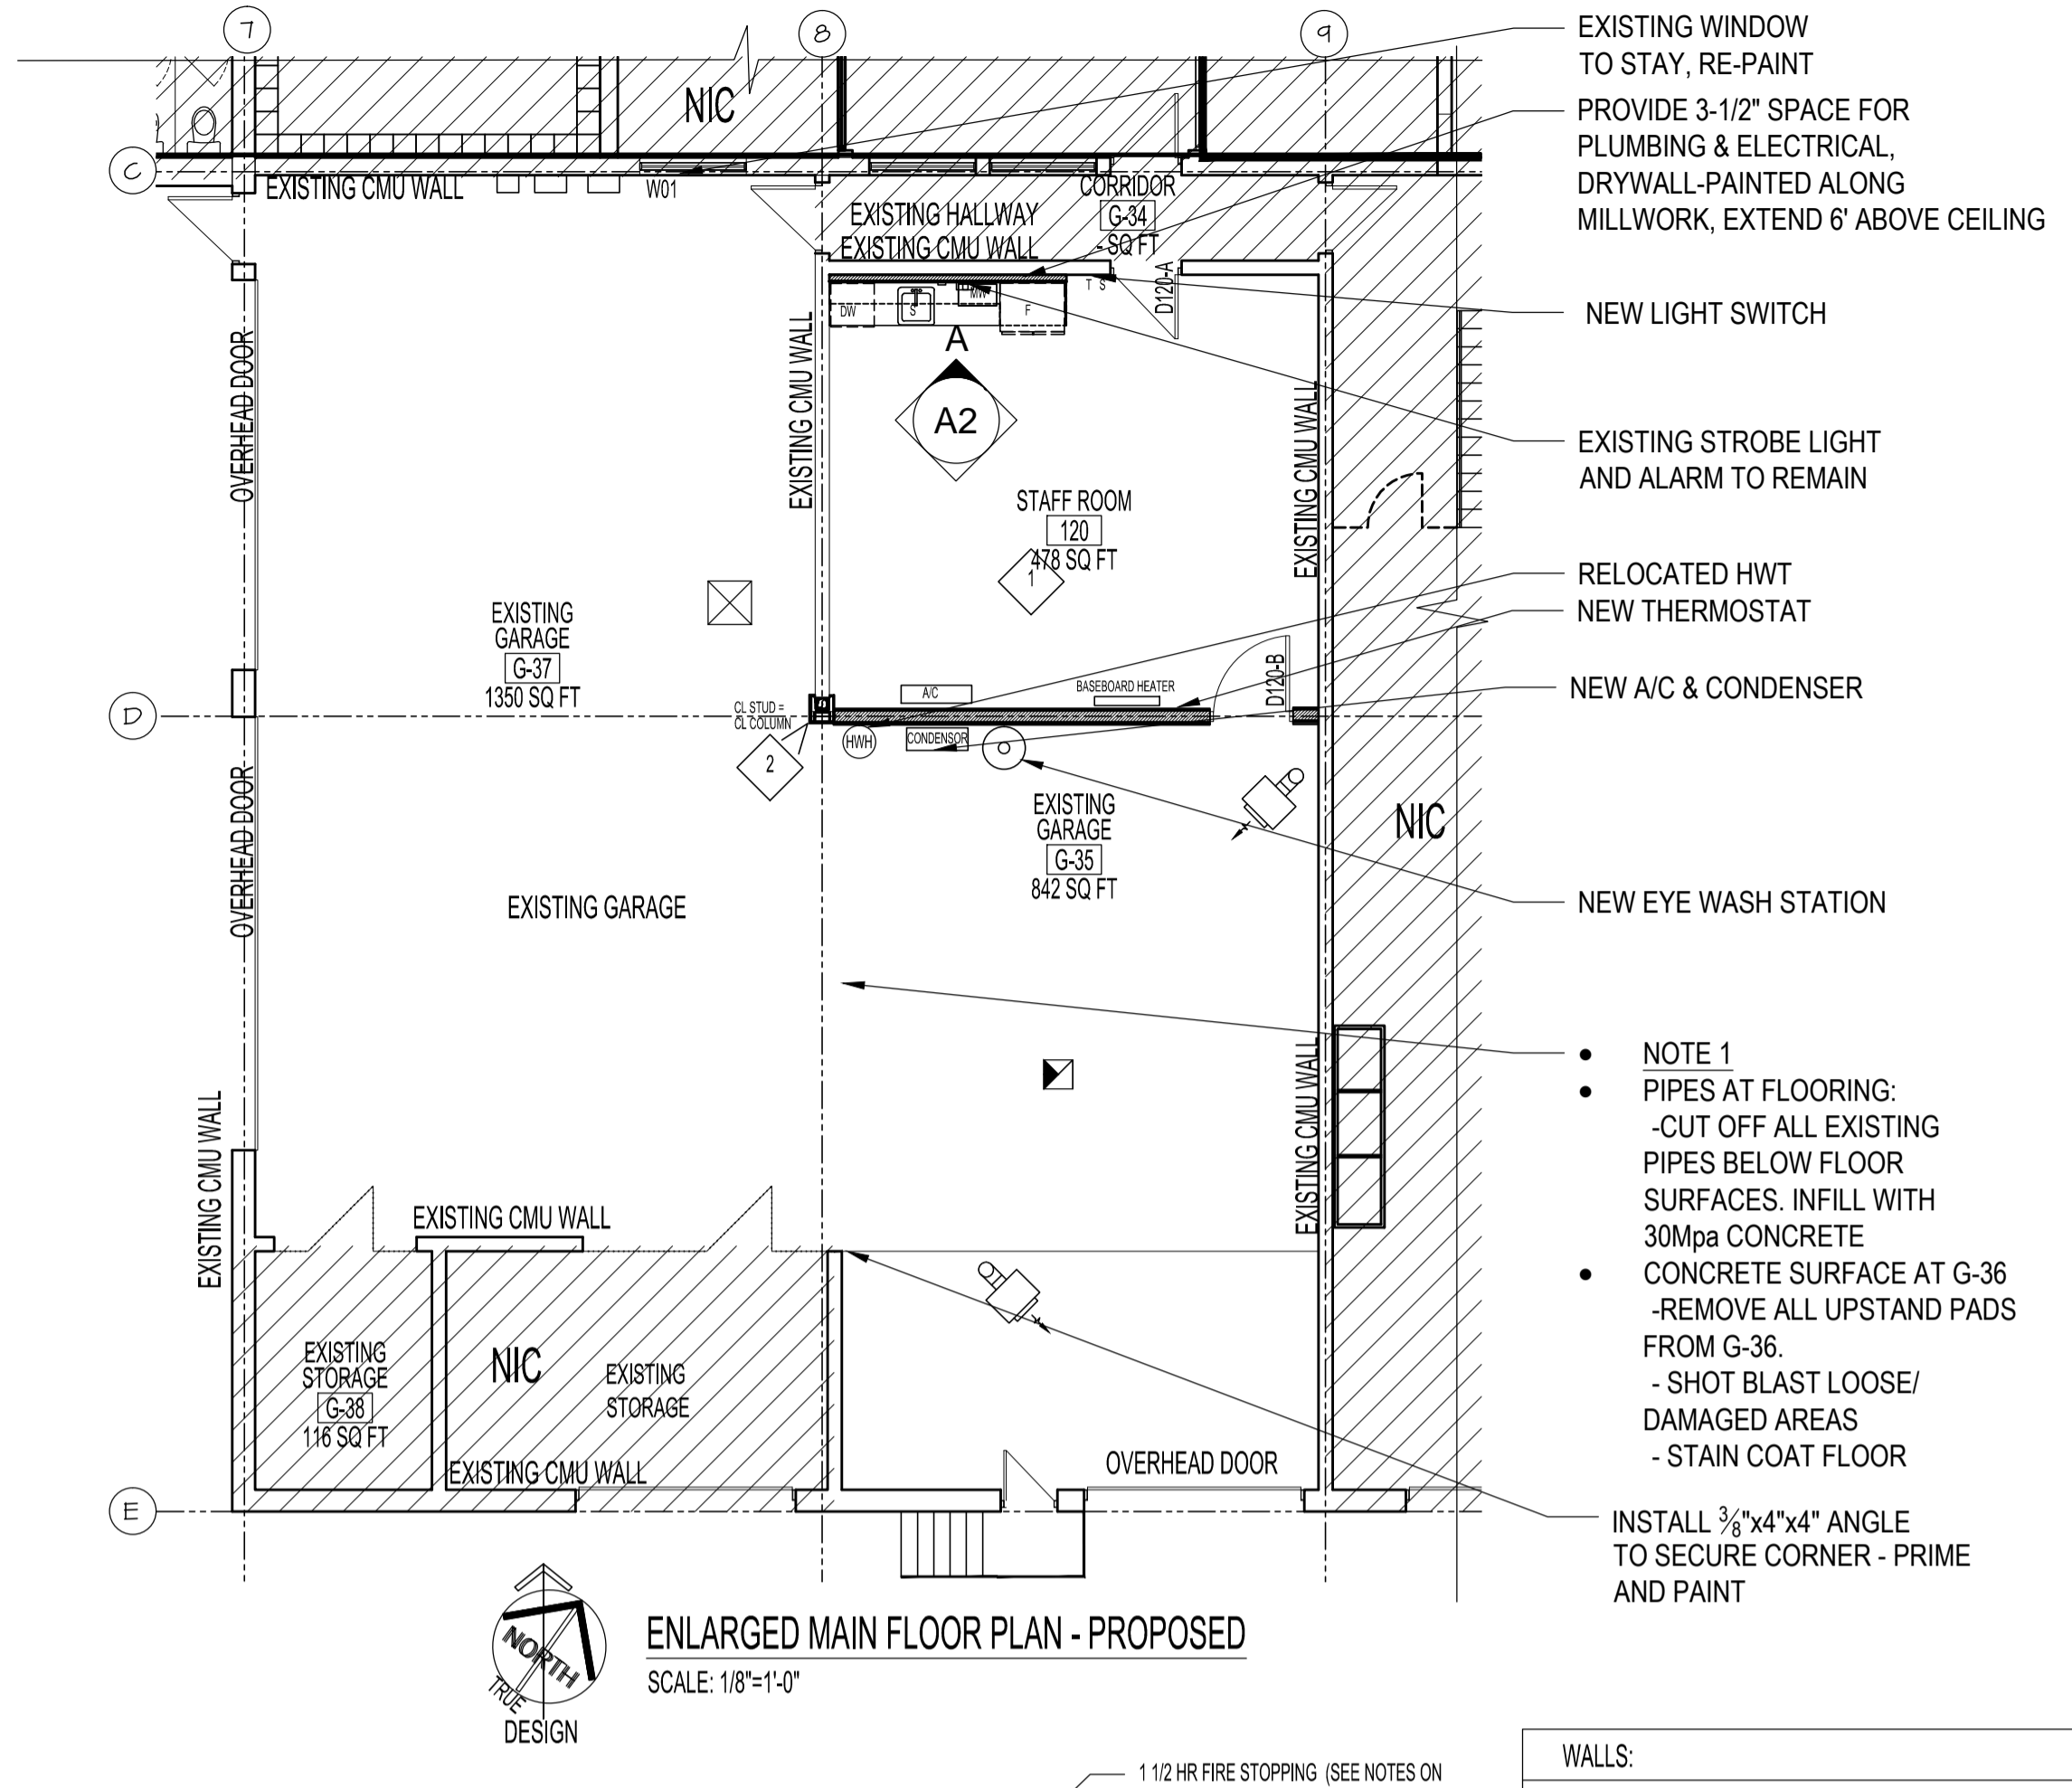 7
8
9
C
D
E
NIC
EXISTING CMU WALL
W01
CORRIDOR
G-34
- SQ FT
EXISTING HALLWAY
EXISTING CMU WALL
OVERHEAD DOOR
EXISTING CMU WALL
DW
S
MW
F
T S
D120-A
A
A2
EXISTING CMU WALL
STAFF ROOM
120
478 SQ FT
1
EXISTING
GARAGE
G-37
1350 SQ FT
A/C
BASEBOARD HEATER
D120-B
CL STUD =
CL COLUMN
HWH
CONDENSOR
2
OVERHEAD DOOR
EXISTING
GARAGE
G-35
842 SQ FT
NIC
EXISTING GARAGE
EXISTING CMU WALL
EXISTING CMU WALL
EXISTING CMU WALL
EXISTING
STORAGE
G-38
116 SQ FT
NIC
EXISTING
STORAGE
EXISTING CMU WALL
OVERHEAD DOOR
EXISTING WINDOW
TO STAY, RE-PAINT
PROVIDE 3-1/2" SPACE FOR
PLUMBING & ELECTRICAL,
DRYWALL-PAINTED ALONG
MILLWORK, EXTEND 6' ABOVE CEILING
NEW LIGHT SWITCH
EXISTING STROBE LIGHT
AND ALARM TO REMAIN
RELOCATED HWT
NEW THERMOSTAT
NEW A/C & CONDENSER
NEW EYE WASH STATION
• NOTE 1
• PIPES AT FLOORING:
-CUT OFF ALL EXISTING
PIPES BELOW FLOOR
SURFACES. INFILL WITH
30Mpa CONCRETE
• CONCRETE SURFACE AT G-36
-REMOVE ALL UPSTAND PADS
FROM G-36.
- SHOT BLAST LOOSE/
DAMAGED AREAS
- STAIN COAT FLOOR
INSTALL 3/8"x4"x4" ANGLE
TO SECURE CORNER - PRIME
AND PAINT
NORTH
TRUE
DESIGN
ENLARGED MAIN FLOOR PLAN - PROPOSED
SCALE: 1/8"=1'-0"
1 1/2 HR FIRE STOPPING (SEE NOTES ON
WALLS: